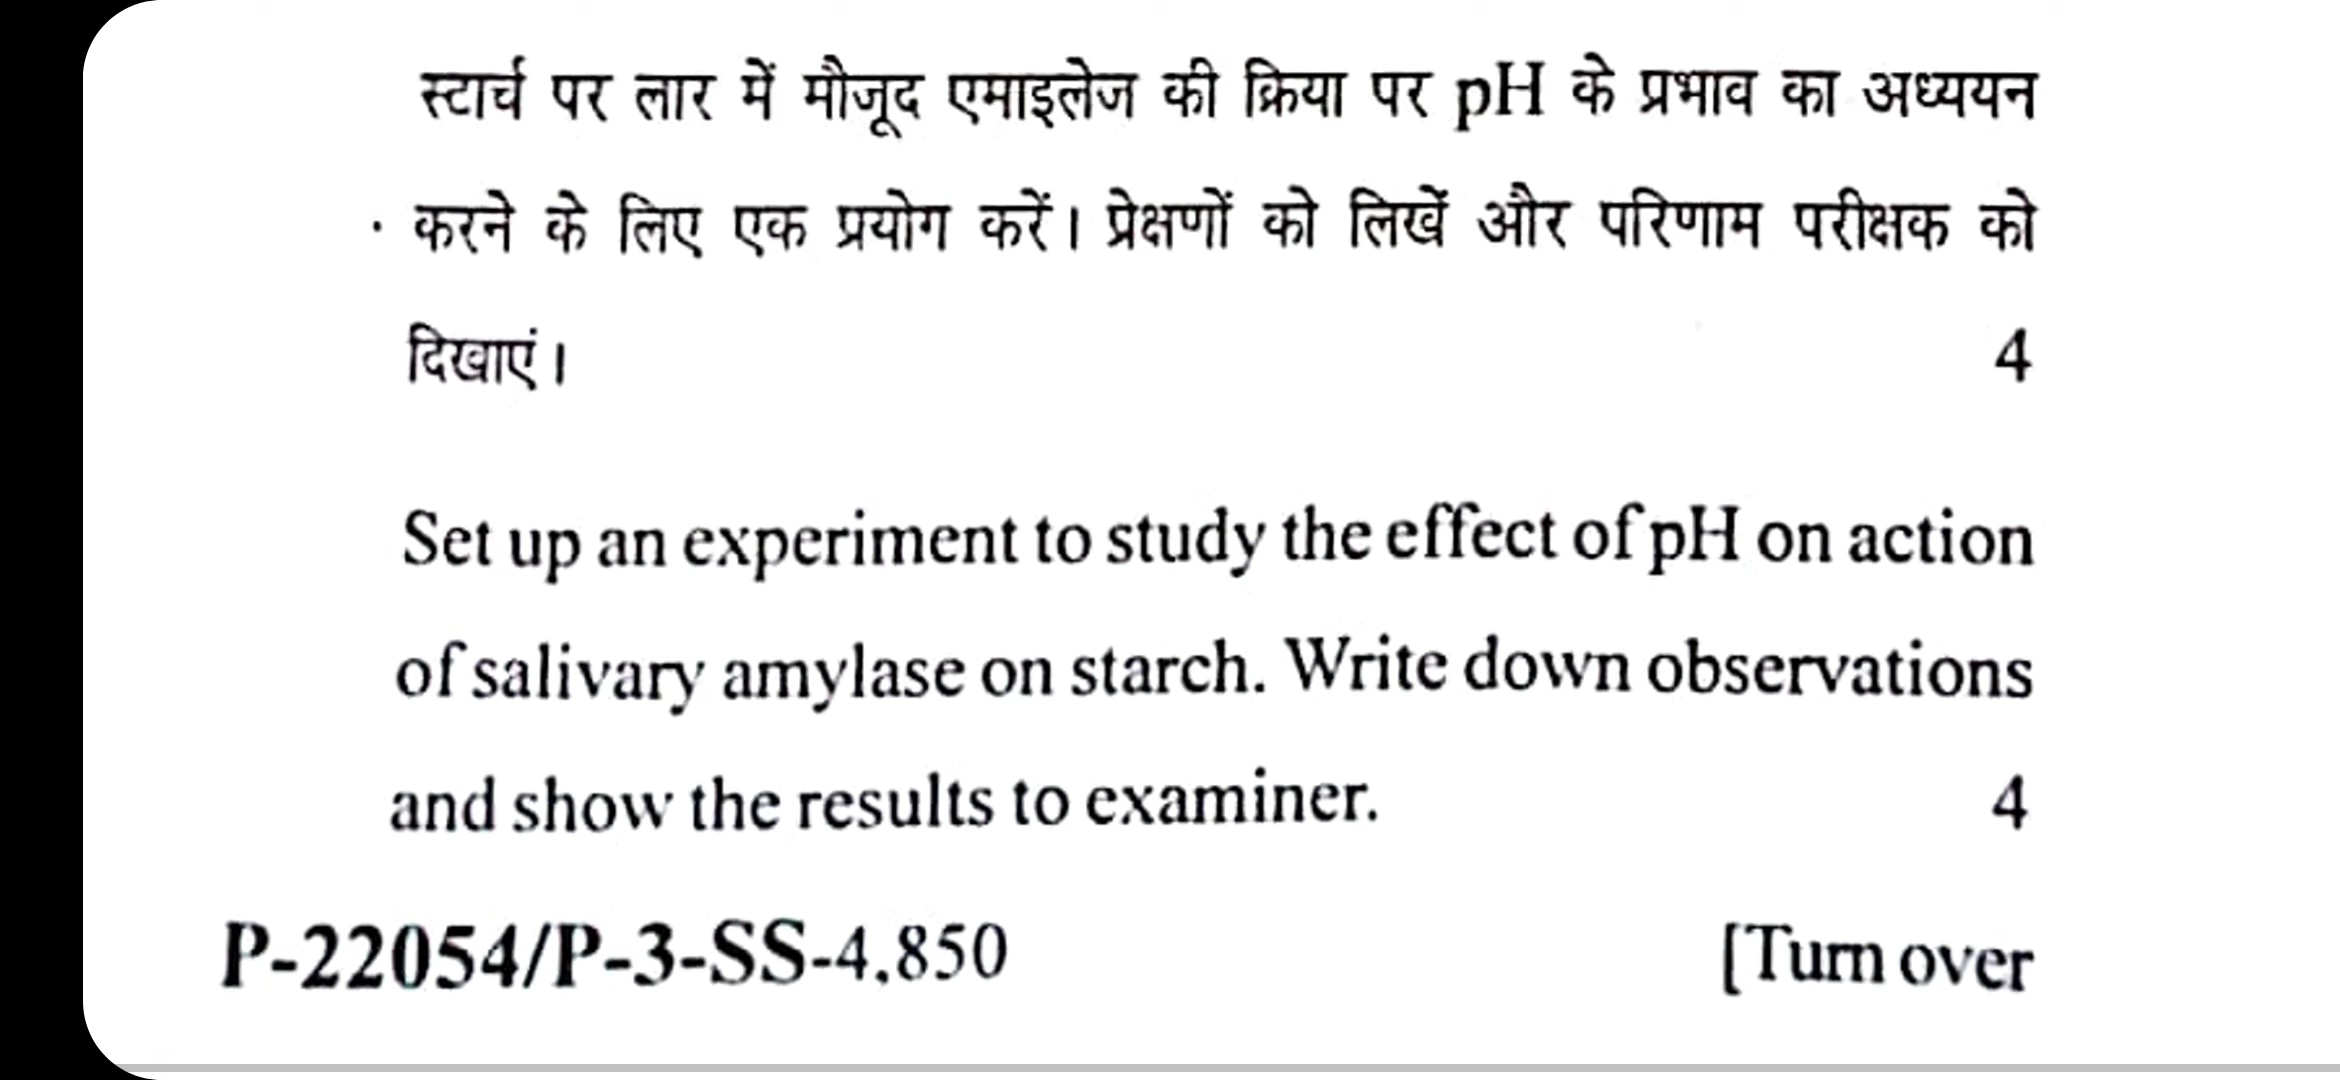 स्टार्च पर लार में मौजूद एमाइलेज की क्रिया पर pH के प्रभाव का अध्ययन
· करने के लिए एक प्रयोग करें। प्रेक्षणों को लिखें और परिणाम परीक्षक को
दिखाएं। 4
Set up an experiment to study the effect of pH on action
of salivary amylase on starch. Write down observations
and show the results to examiner. 4
P-22054/P-3-SS-4.850 [Turn over